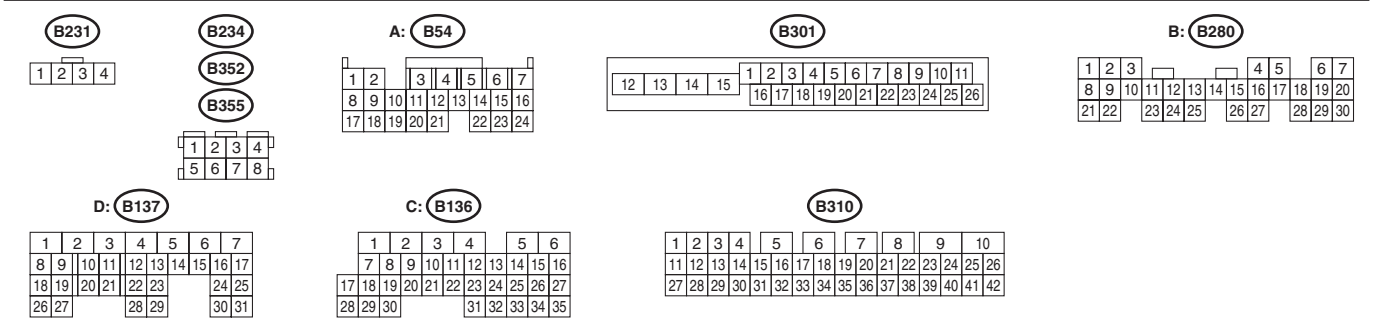 B231
1 2 3 4
B234
B352
B355
1 2 3 4
5 6 7 8
A: B54
1 2 3 4 5 6 7
8 9 10 11 12 13 14 15 16
17 18 19 20 21 22 23 24
B301
12 13 14 15 1 2 3 4 5 6 7 8 9 10 11
16 17 18 19 20 21 22 23 24 25 26
B: B280
1 2 3 4 5 6 7
8 9 10 11 12 13 14 15 16 17 18 19 20
21 22 23 24 25 26 27 28 29 30
D: B137
1 2 3 4 5 6 7
8 9 10 11 12 13 14 15 16 17
18 19 20 21 22 23 24 25
26 27 28 29 30 31
C: B136
1 2 3 4 5 6
7 8 9 10 11 12 13 14 15 16
17 18 19 20 21 22 23 24 25 26 27
28 29 30 31 32 33 34 35
B310
1 2 3 4 5 6 7 8 9 10
11 12 13 14 15 16 17 18 19 20 21 22 23 24 25 26
27 28 29 30 31 32 33 34 35 36 37 38 39 40 41 42